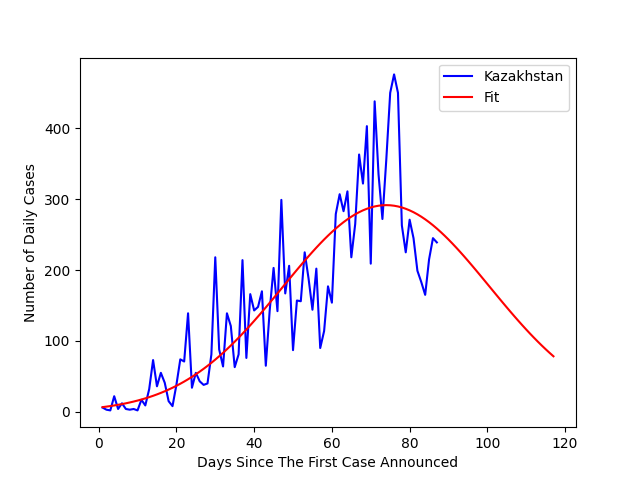 Kazakhstan
Fit
400
300
200
100
0
Number of Daily Cases
0 20 40 60 80 100 120
Days Since The First Case Announced